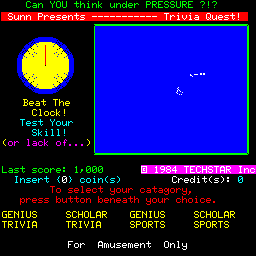 Can YOU think under PRESSURE ?!?
Sunn Presents ----------- Trivia Quest!
Beat The
Clock!
Test Your
Skill!
(or lack of...)
Last score: 1,000
© 1984 TECHSTAR Inc
Insert (0) coin(s)
Credit(s): 0
To select your catagory,
press button beneath your choice.
GENIUS SCHOLAR GENIUS SCHOLAR
TRIVIA TRIVIA SPORTS SPORTS
For Amusement Only